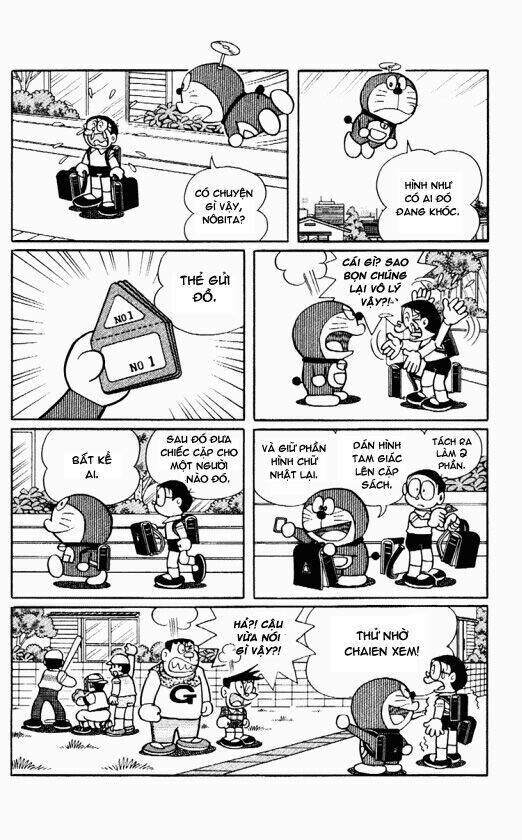 HÌNH NHƯ
CÓ AI ĐÓ
ĐANG KHÓC.
CÓ CHUYỆN
GÌ VẬY,
NÔBITA?
CÁI GÌ? SAO
BỌN CHÚNG
LẠI VÔ LÝ
VẬY?!
THẺ GỬI
ĐỒ.
NO 1
NO 1
TÁCH RA
LÀM 2
PHẦN.
DÁN HÌNH
TAM GIÁC
LÊN CẶP
SÁCH.
VÀ GIỮ PHẦN
HÌNH CHỮ
NHẬT LẠI.
SAU ĐÓ ĐƯA
CHIẾC CẶP CHO
MỘT NGƯỜI
NÀO ĐÓ.
BẤT KỂ
AI.
THỬ NHỜ
CHAIEN XEM!
HẢ?! CẬU
VỪA NÓI
GÌ VẬY?!
G